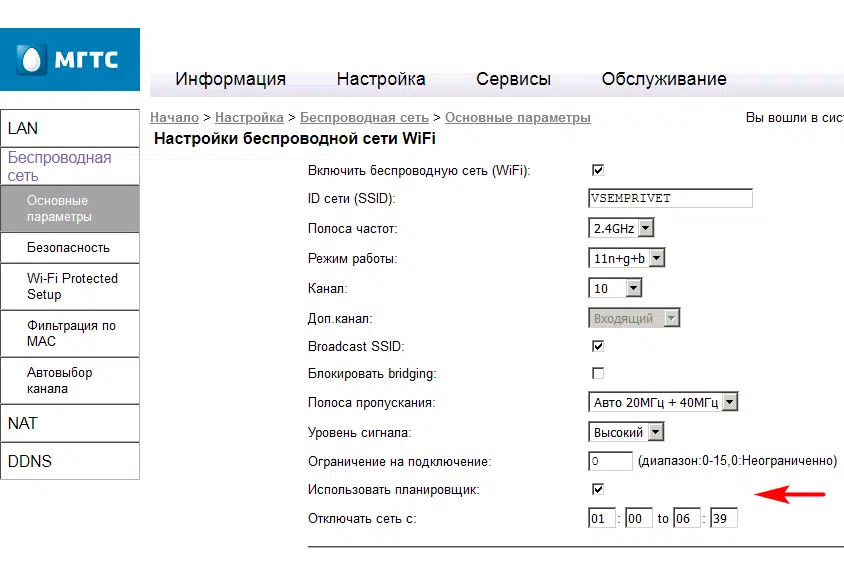 МГТС
Информация Настройка Сервисы Обслуживание
Начало > Настройка > Беспроводная сеть > Основные параметры
Вы вошли в сис
LAN
Беспроводная
сеть
Основные
параметры
Безопасность
Wi-Fi Protected
Setup
Фильтрация по
MAC
Автовыбор
канала
NAT
DDNS
Настройки беспроводной сети WiFi
Включить беспроводную сеть (WiFi):
ID сети (SSID): VSEMPRIVET
Полоса частот: 2.4GHz
Режим работы: 11n+g+b
Канал: 10
Доп.канал: Входящий
Broadcast SSID:
Блокировать bridging:
Полоса пропускания: Авто 20МГц + 40МГц
Уровень сигнала: Высокий
Ограничение на подключение: 0 (диапазон:0-15,0:Неограниченно)
Использовать планировщик:
Отключать сеть с: 01 : 00 to 06 : 39